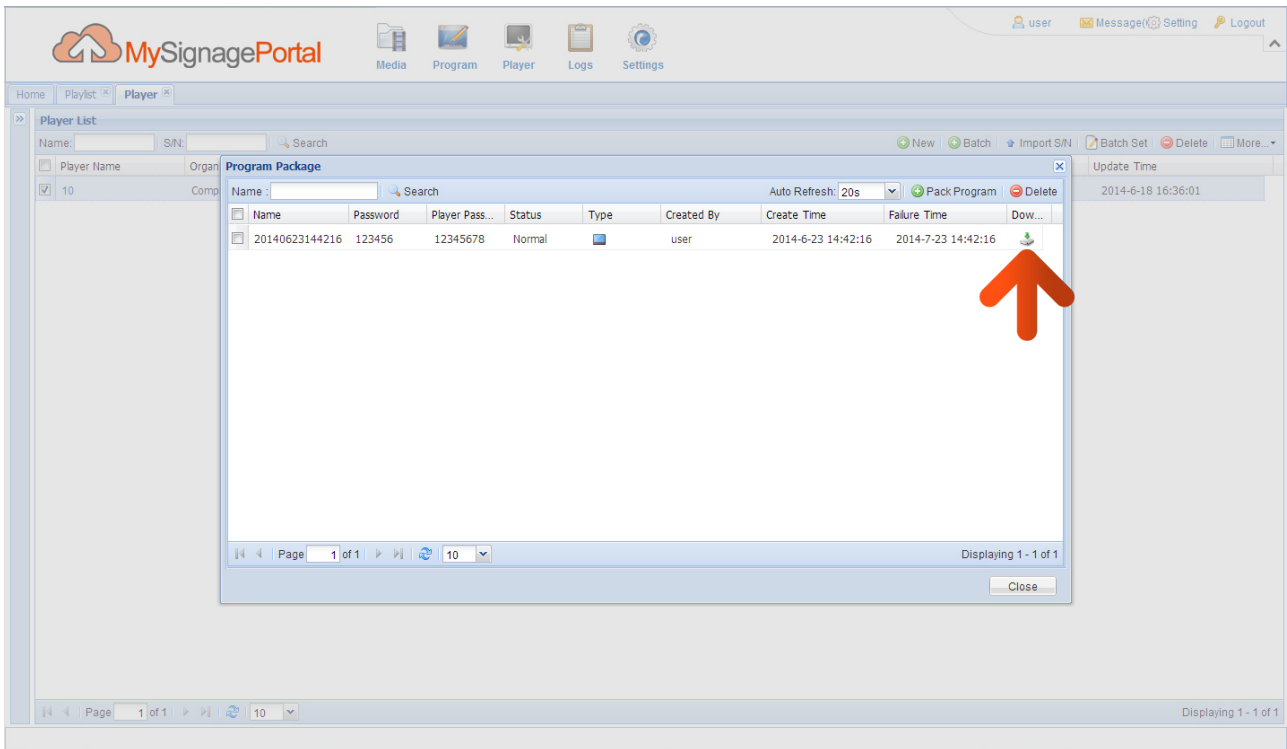 user Message( Setting Logout
MySignagePortal
Media Program Player Logs Settings
Home Playlist Player
Player List
Name: S/N: Search New Batch Import S/N Batch Set Delete More...
Player Name Organ Update Time
10 Comp 2014-6-18 16:36:01
Program Package
Name : Search Auto Refresh: 20s Pack Program Delete
Name Password Player Pass... Status Type Created By Create Time Failure Time Dow...
20140623144216 123456 12345678 Normal user 2014-6-23 14:42:16 2014-7-23 14:42:16
Page 1 of 1 10 Displaying 1 - 1 of 1
Close
Page 1 of 1 10 Displaying 1 - 1 of 1